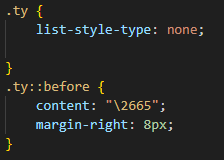 .ty {
    list-style-type: none;
}
.ty::before {
    content: "\2665";
    margin-right: 8px;
}